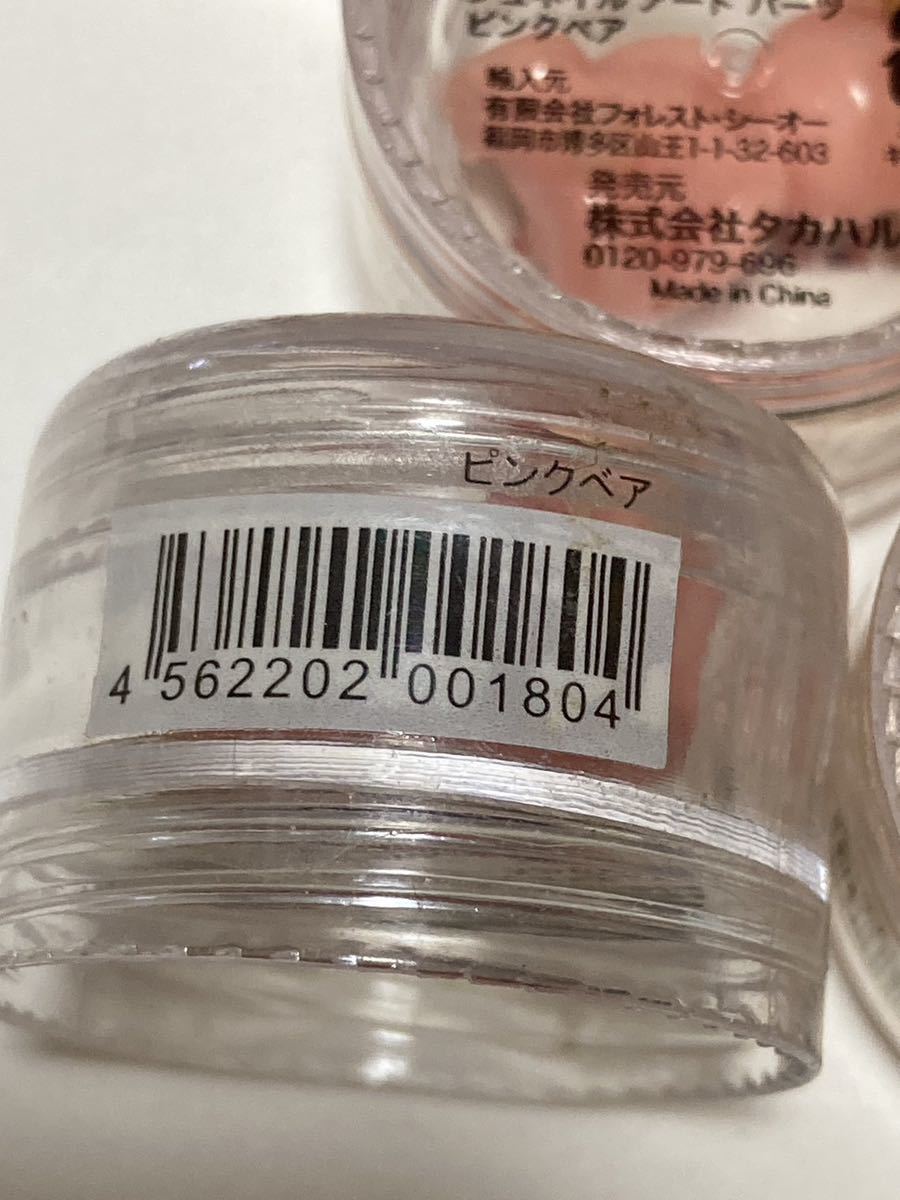 ピンクベア
輸入元
有限会社フォレスト・シーオー
福岡市博多区山王1-1-32-603
発売元
株式会社タカハル
0120-979-696
Made in China
ピンクベア
4 562202 001804